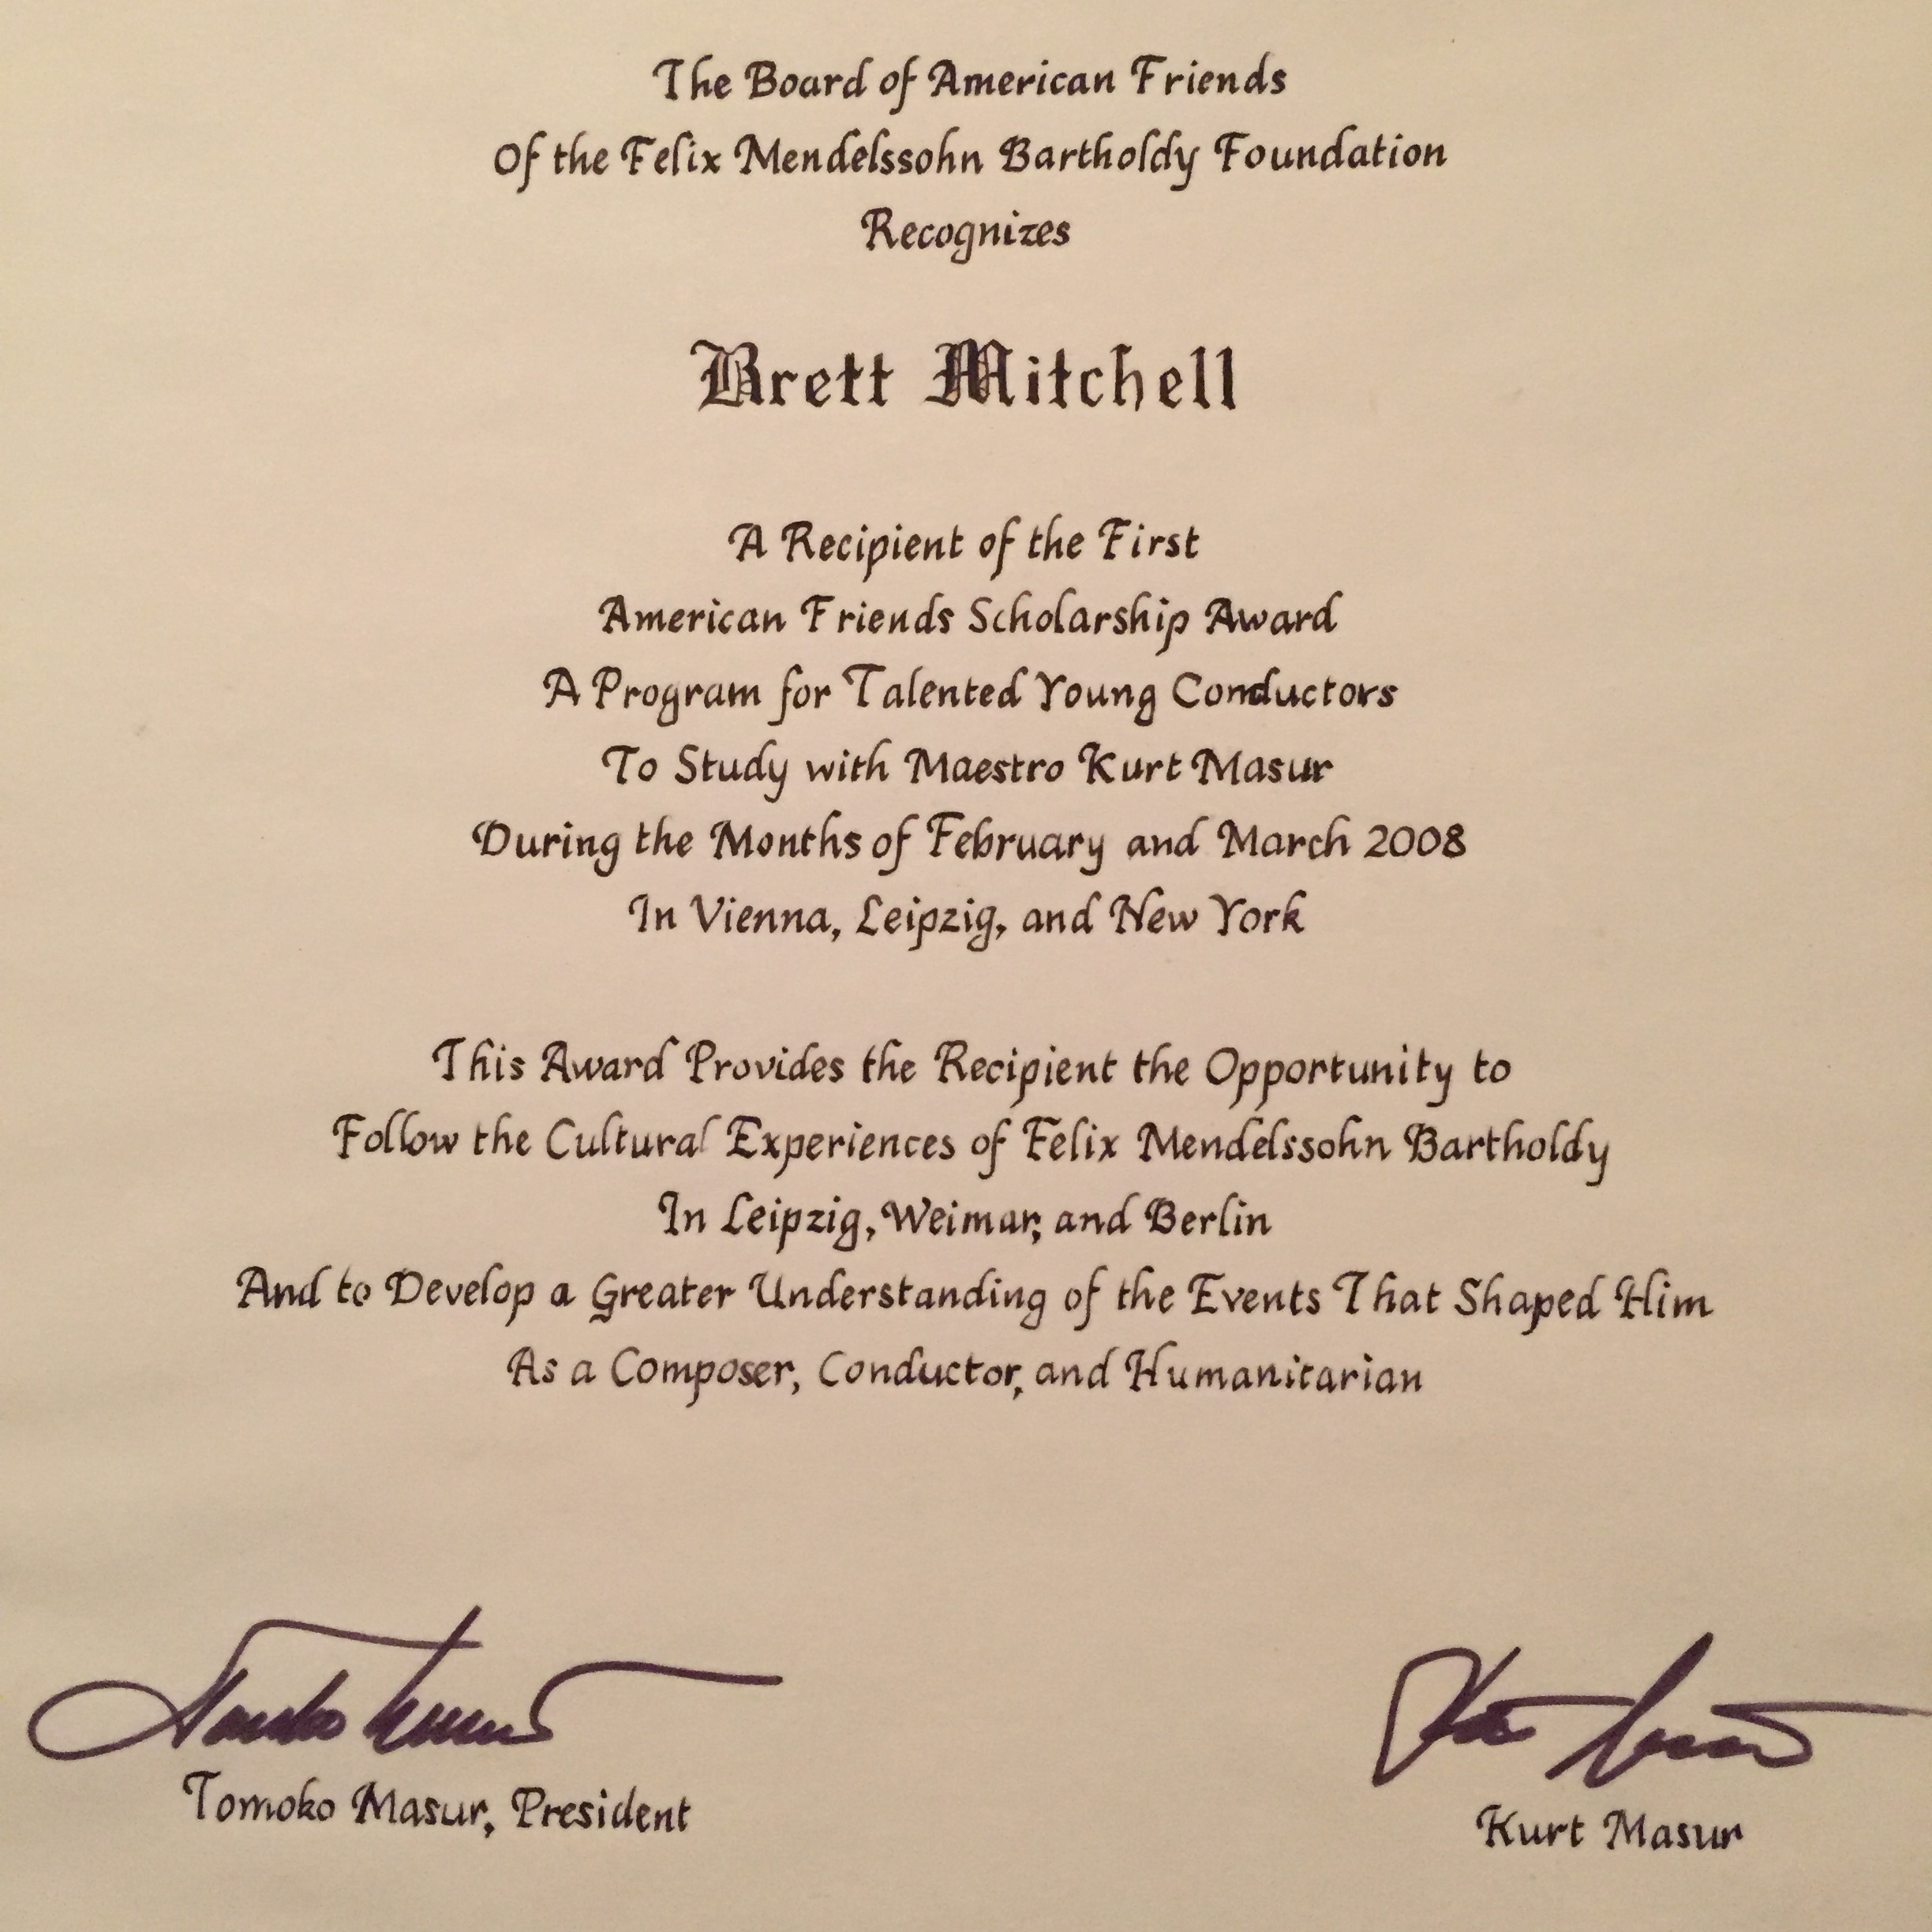 The Board of American Friends
Of the Felix Mendelssohn Bartholdy Foundation
Recognizes
Brett Mitchell
A Recipient of the First
American Friends Scholarship Award
A Program for Talented Young Conductors
To Study with Maestro Kurt Masur
During the Months of February and March 2008
In Vienna, Leipzig, and New York
This Award Provides the Recipient the Opportunity to
Follow the Cultural Experiences of Felix Mendelssohn Bartholdy
In Leipzig, Weimar, and Berlin
And to Develop a Greater Understanding of the Events That Shaped Him
As a Composer, Conductor, and Humanitarian
Tomoko Masur, President
Kurt Masur